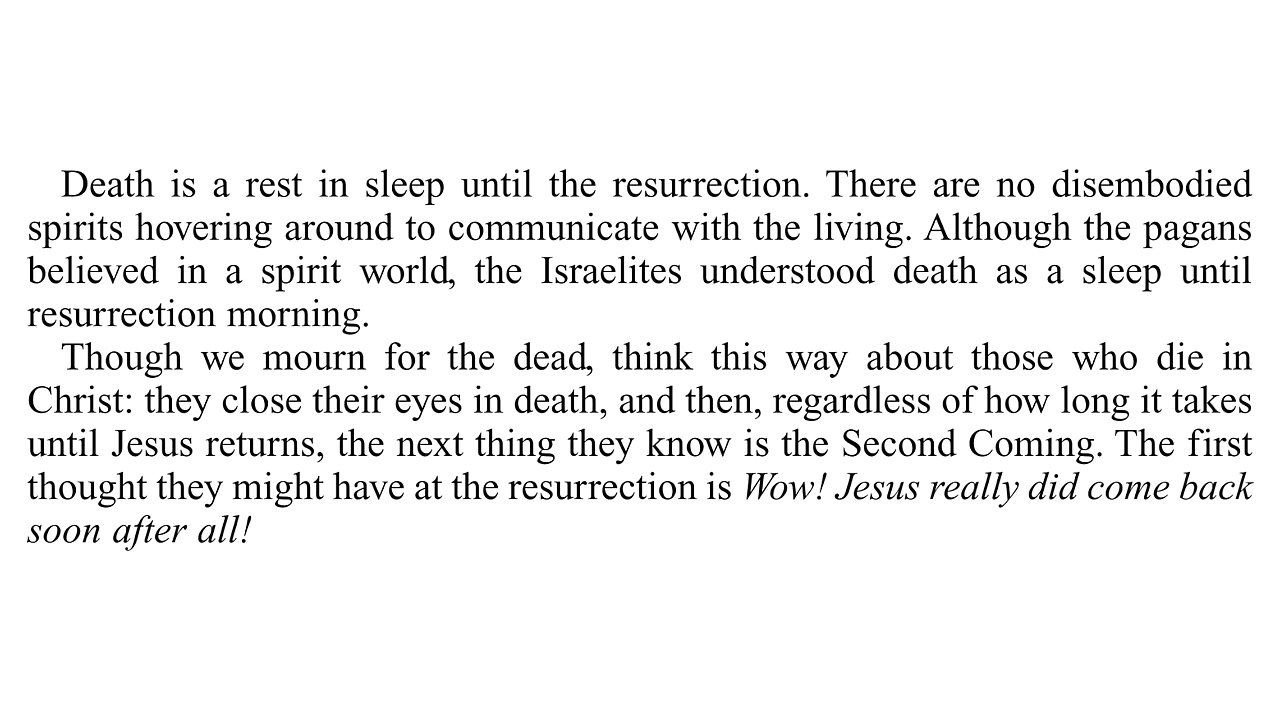 Death is a rest in sleep until the resurrection. There are no disembodied
spirits hovering around to communicate with the living. Although the pagans
believed in a spirit world, the Israelites understood death as a sleep until
resurrection morning.
Though we mourn for the dead, think this way about those who die in
Christ: they close their eyes in death, and then, regardless of how long it takes
until Jesus returns, the next thing they know is the Second Coming. The first
thought they might have at the resurrection is Wow! Jesus really did come back
soon after all!